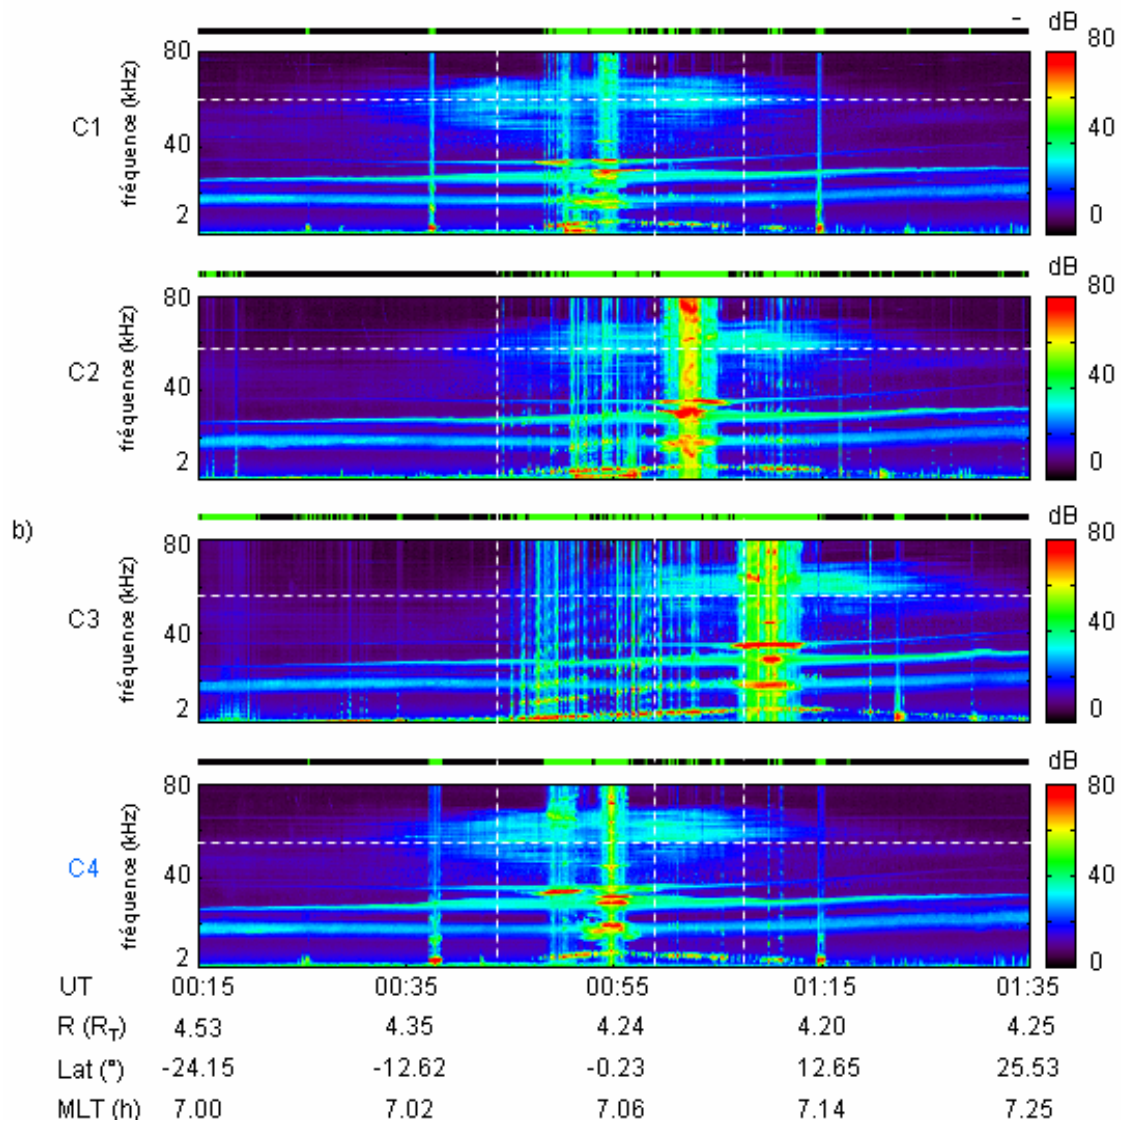 - dB
80
80
C1
fréquence (kHz)
40
40
2
0
dB
80
80
C2
fréquence (kHz)
40
40
2
0
b)
dB
80
80
C3
fréquence (kHz)
40
40
2
0
dB
80
80
C4
fréquence (kHz)
40
40
2
0
UT 00:15 00:35 00:55 01:15 01:35
R (R_T) 4.53 4.35 4.24 4.20 4.25
Lat (°) -24.15 -12.62 -0.23 12.65 25.53
MLT (h) 7.00 7.02 7.06 7.14 7.25